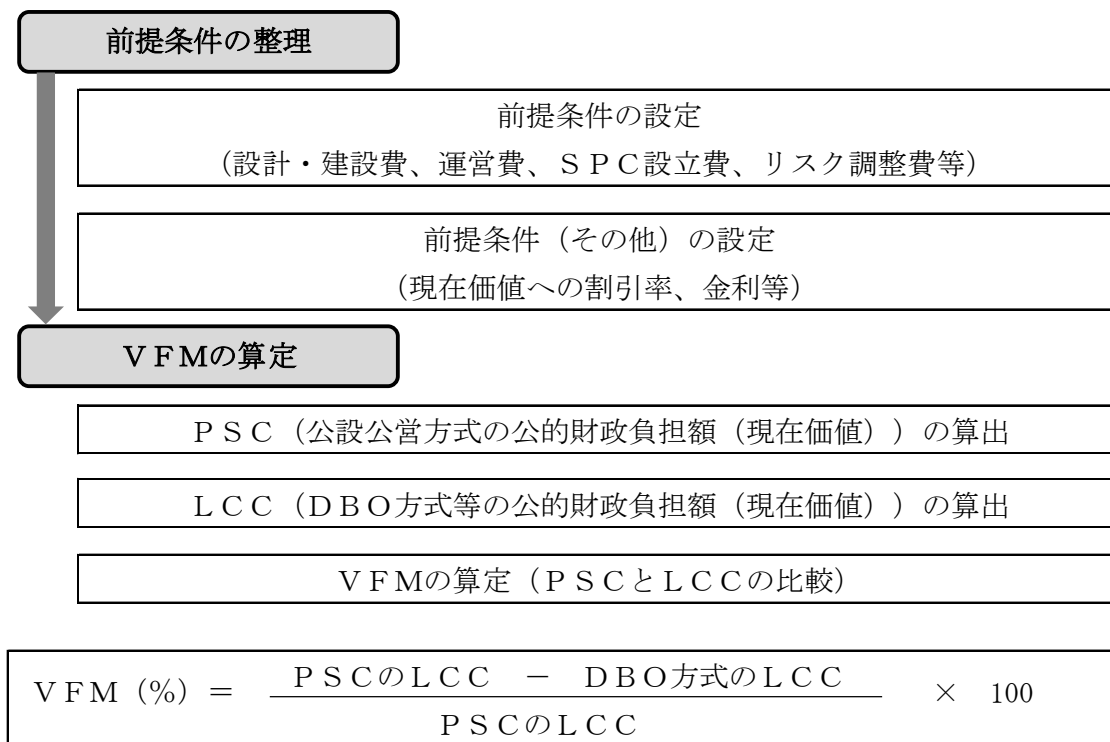 前提条件の整理
前提条件の設定
（設計・建設費、運営費、ＳＰＣ設立費、リスク調整費等）
前提条件（その他）の設定
（現在価値への割引率、金利等）
ＶＦＭの算定
ＰＳＣ（公設公営方式の公的財政負担額（現在価値））の算出
ＬＣＣ（ＤＢＯ方式等の公的財政負担額（現在価値））の算出
ＶＦＭの算定（ＰＳＣとＬＣＣの比較）
ＶＦＭ（%）＝ ＰＳＣのＬＣＣ － ＤＢＯ方式のＬＣＣ × 100
ＰＳＣのＬＣＣ